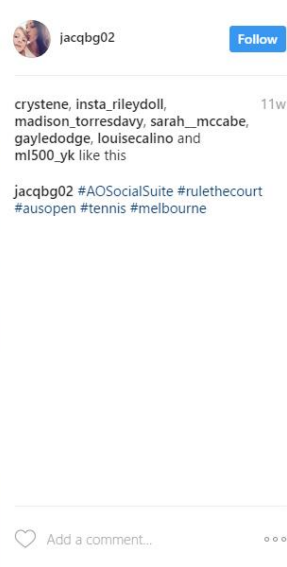 jacqbg02
Follow
crystene, insta_rileydoll, 11w
madison_torresdavy, sarah__mccabe,
gayledodge, louisecalino and
ml500_yk like this
jacqbg02 #AOSocialSuite #rulethecourt
#ausopen #tennis #melbourne
Add a comment...